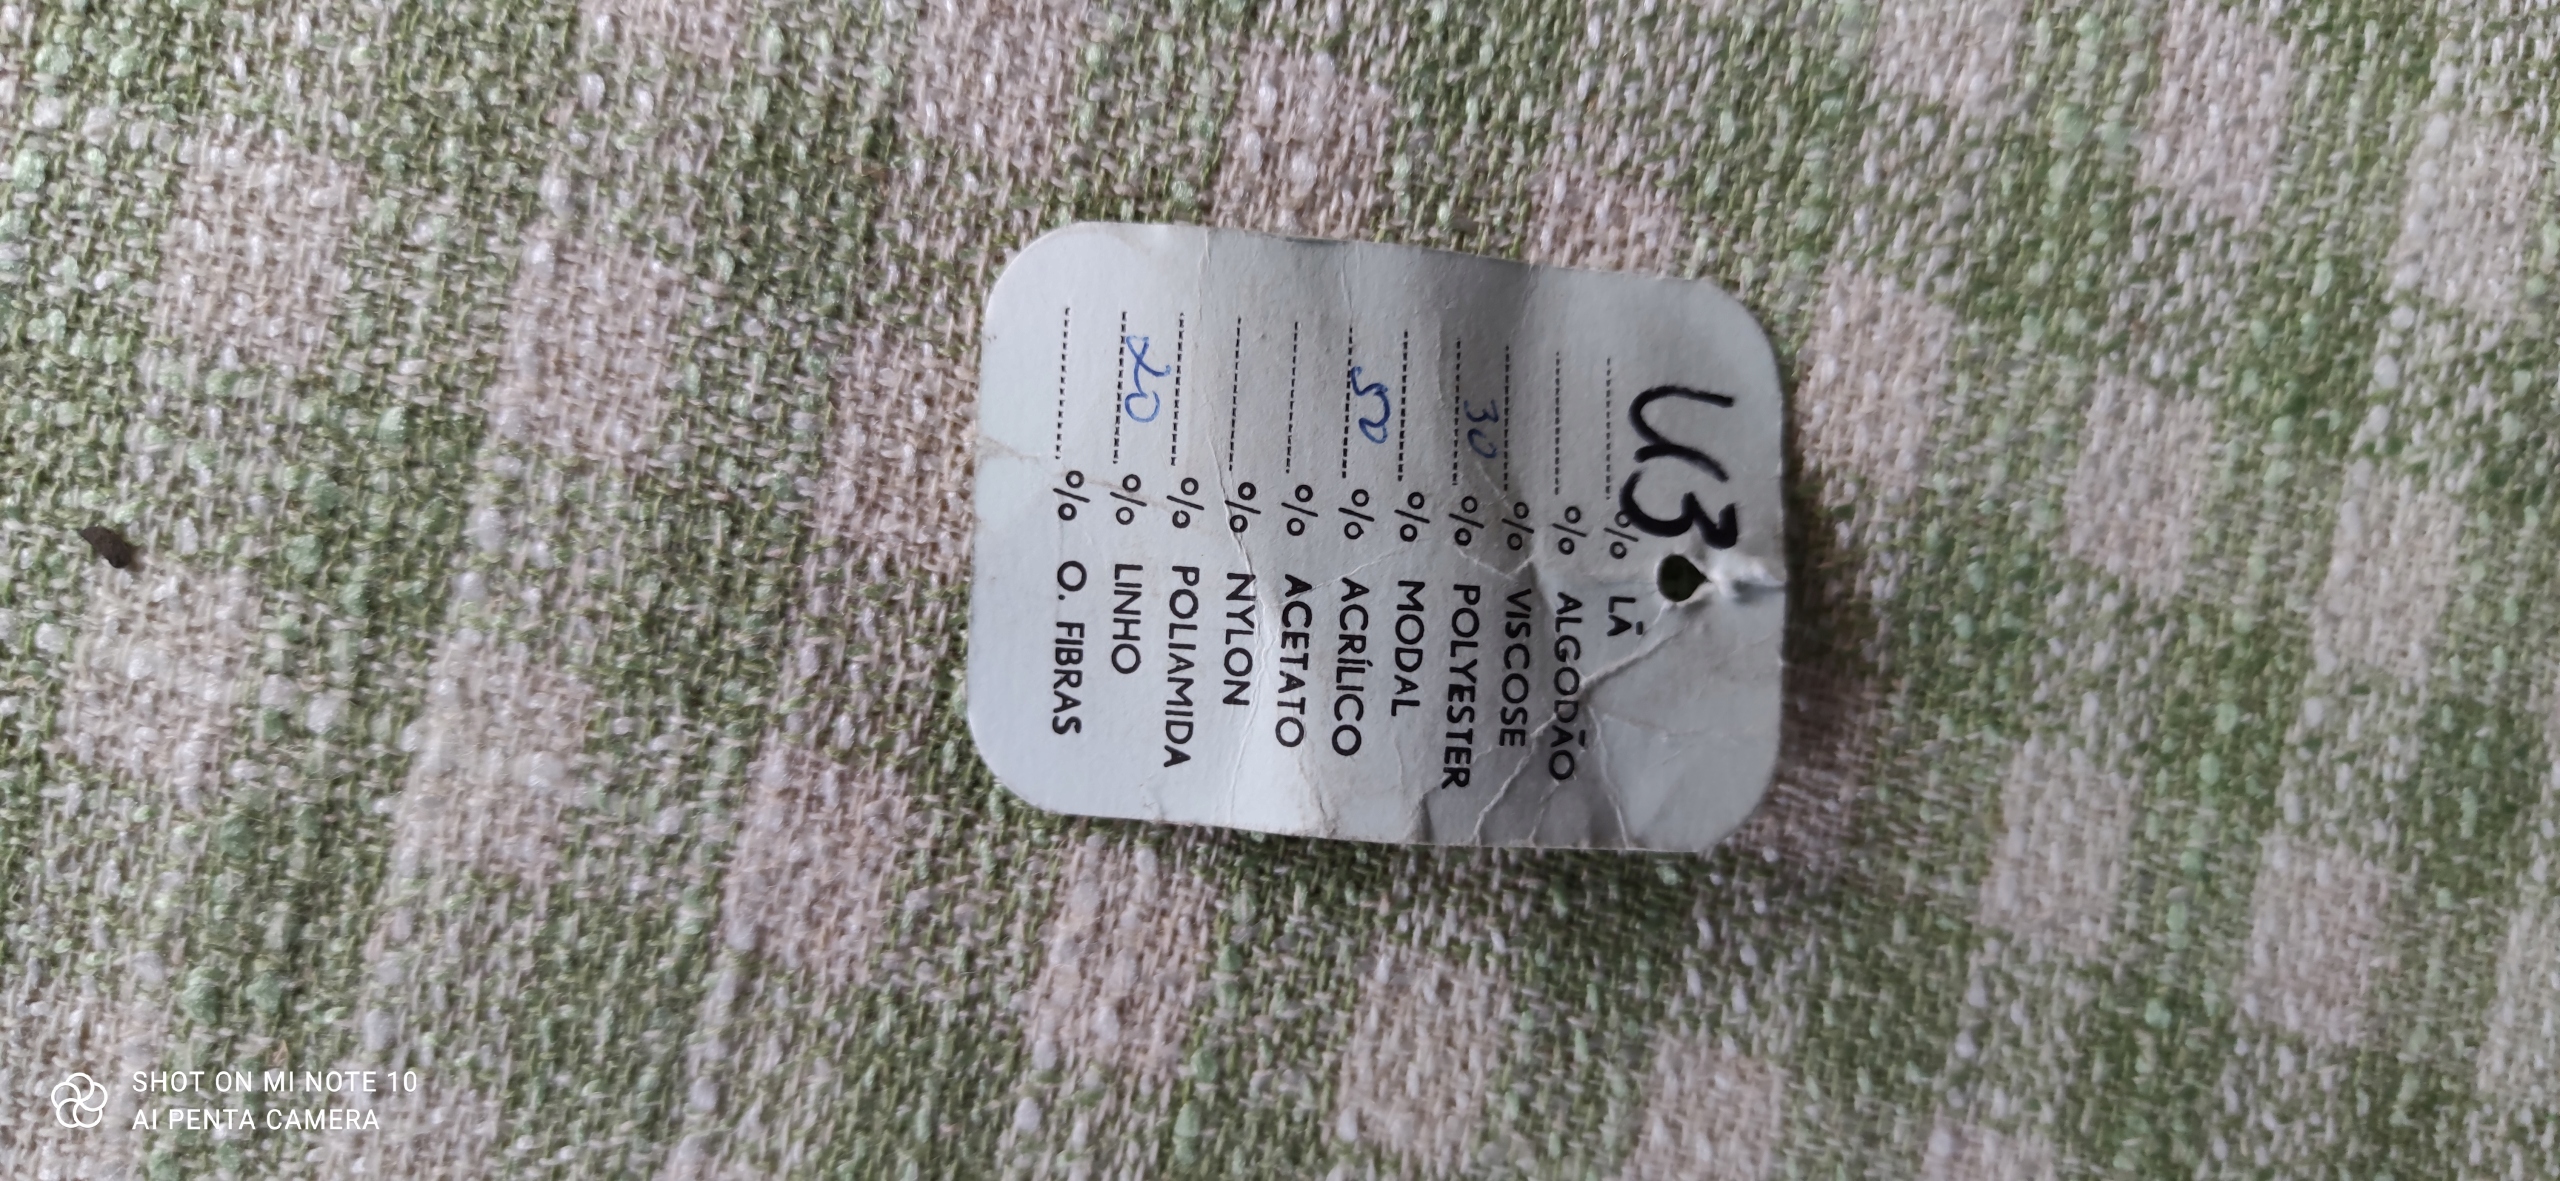 U3
% LÃ
% ALGODÃO
% VISCOSE
30 % POLYESTER
% MODAL
50 % ACRÍLICO
% ACETATO
% NYLON
% POLIAMIDA
20 % LINHO
% O. FIBRAS
SHOT ON MI NOTE 10
AI PENTA CAMERA